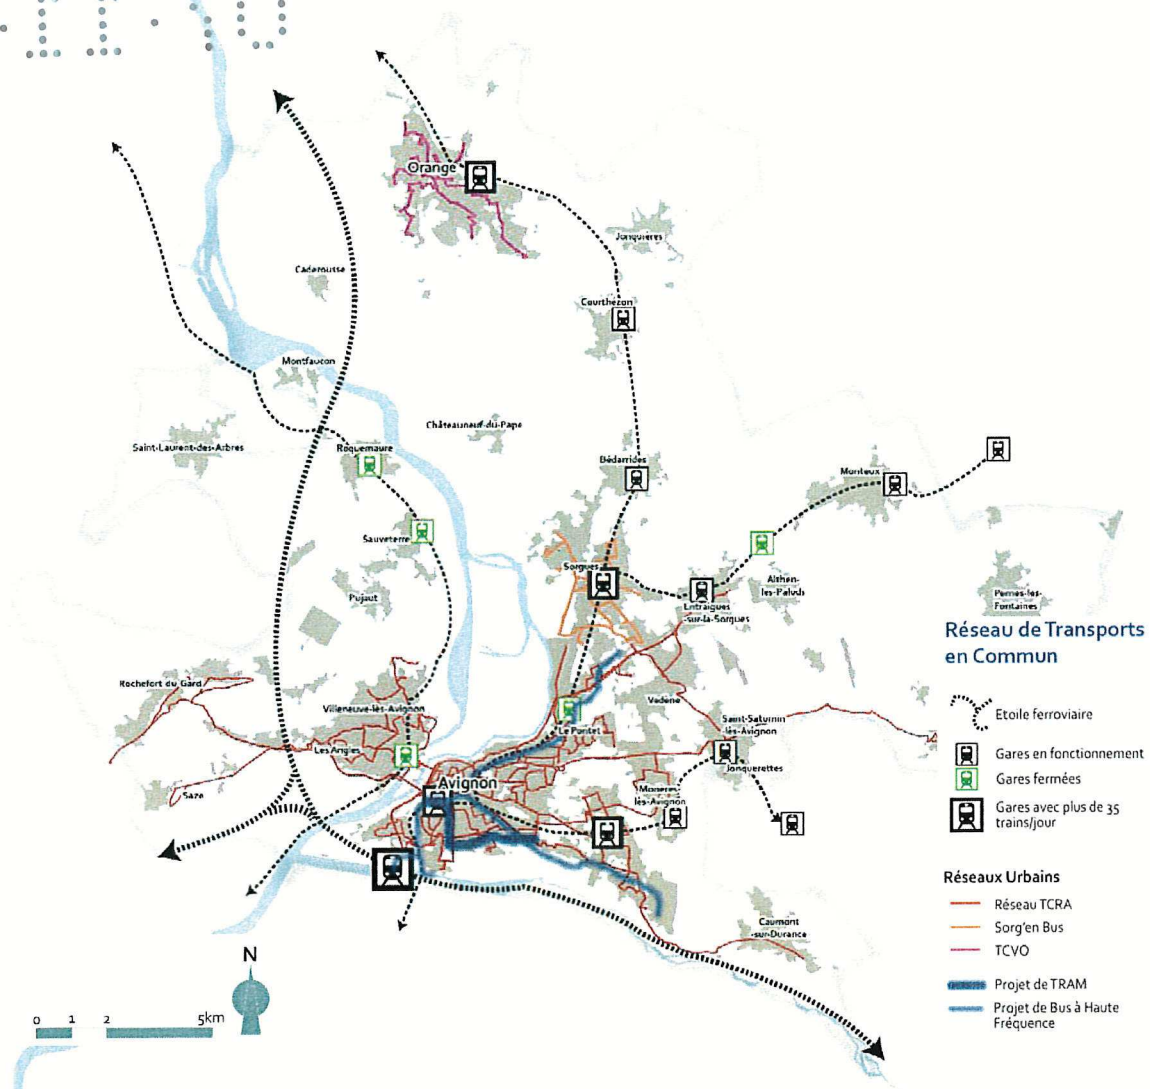 Orange
Jonquières
Caderousse
Courthézon
Montfaucon
Châteauneuf-du-Pape
Saint-Laurent-des-Arbres
Roquemaure
Bédarrides
Monteux
Sauveterre
Sorgues
Althen-
les-Paluds
Entraigues
-sur-la-Sorgues
Pernes-les-
Fontaines
Pujaut
Réseau de Transports
en Commun
Rochefort du Gard
Villeneuve-lès-Avignon
Vedène
Etoile ferroviaire
Saint-Saturnin
-lès-Avignon
Le Pontet
Les Angles
Gares en fonctionnement
Jonquerettes
Gares fermées
Avignon
Morières
-lès-Avignon
Saze
Gares avec plus de 35
trains/jour
Réseaux Urbains
Réseau TCRA
Sorg'en Bus
TCVO
Caumont
-sur-Durance
Projet de TRAM
Projet de Bus à Haute
Fréquence
N
0 1 2 5km